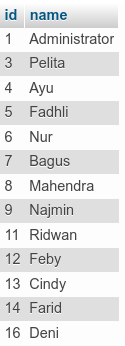 id name
1 Administrator
3 Pelita
4 Ayu
5 Fadhli
6 Nur
7 Bagus
8 Mahendra
9 Najmin
11 Ridwan
12 Feby
13 Cindy
14 Farid
16 Deni